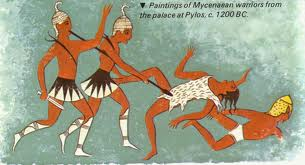 ▼ Paintings of Mycenaean warriors from
the palace at Pylos, c. 1200 BC.